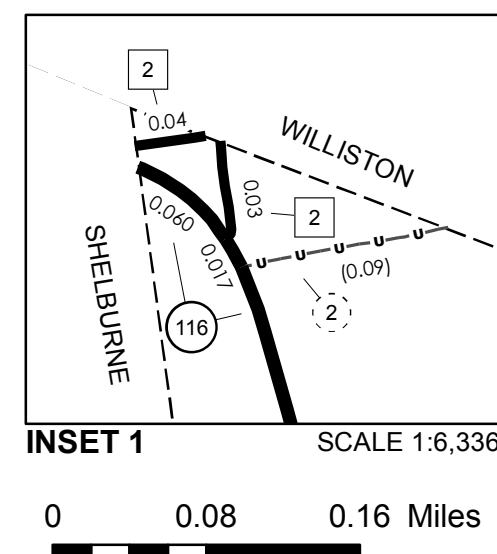 2
0.04
WILLISTON
0.03
2
0.060
SHELBURNE
0.017
U U U U U
(0.09)
2
116
INSET 1 SCALE 1:6,336
0 0.08 0.16 Miles